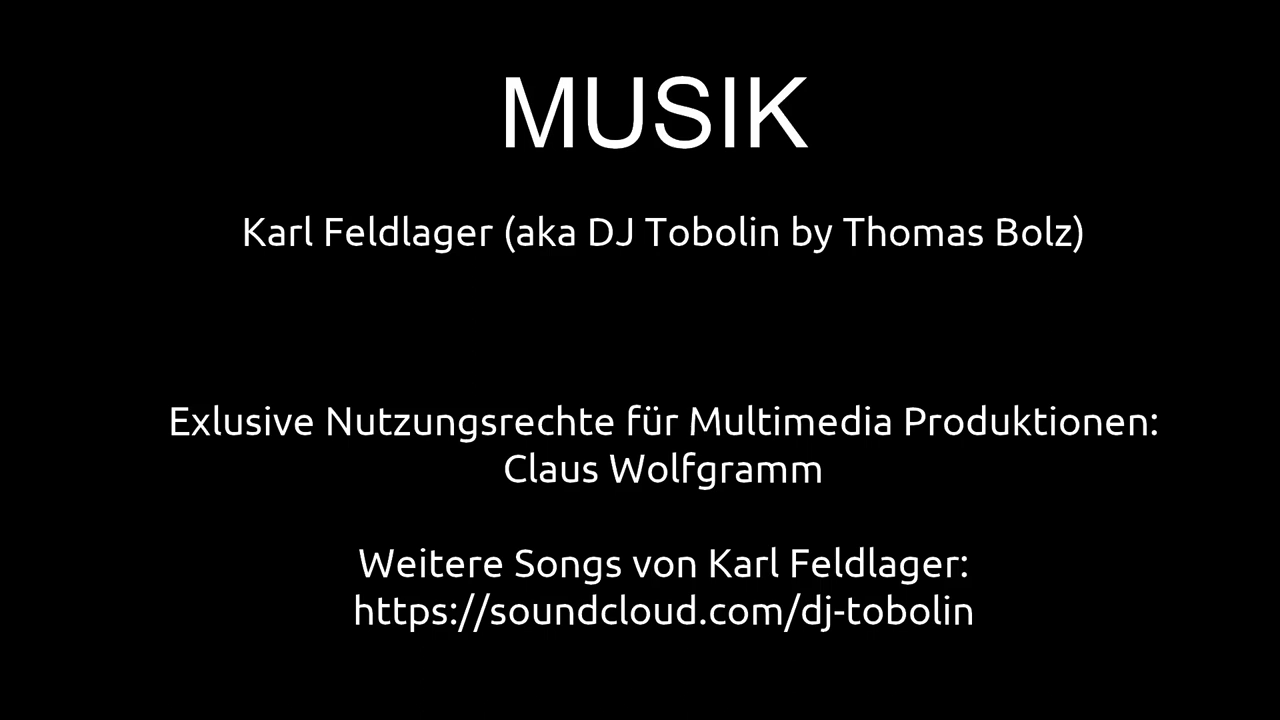 MUSIK
Karl Feldlager (aka DJ Tobolin by Thomas Bolz)
Exlusive Nutzungsrechte für Multimedia Produktionen:
Claus Wolfgramm
Weitere Songs von Karl Feldlager:
https://soundcloud.com/dj-tobolin